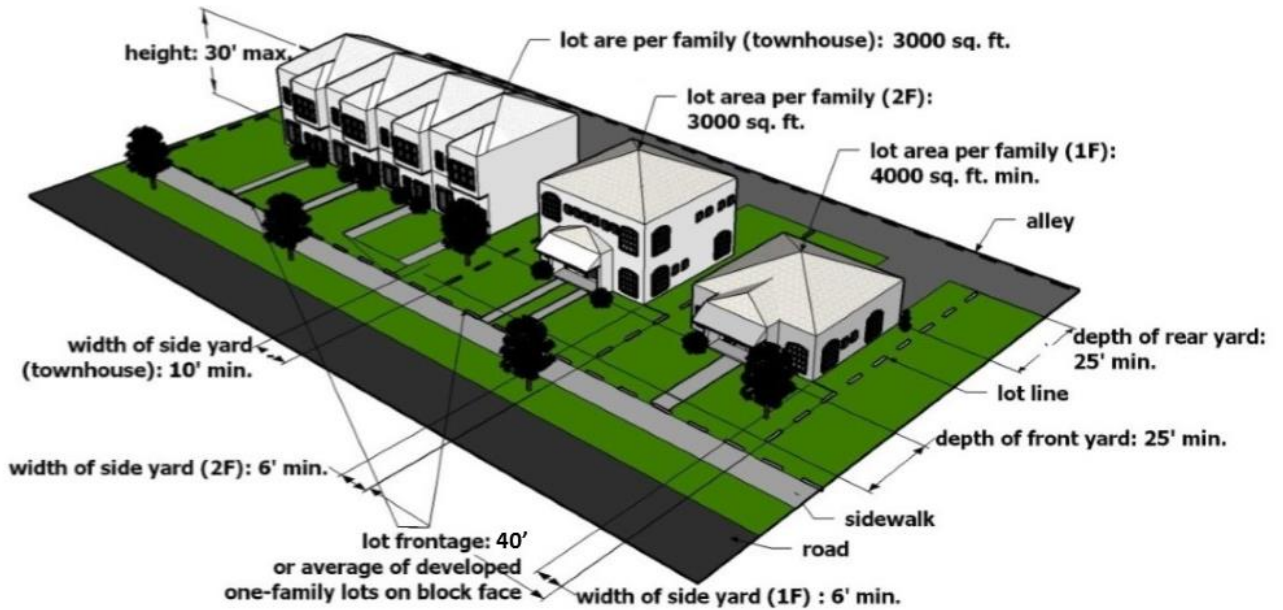 height: 30' max.
lot are per family (townhouse): 3000 sq. ft.
lot area per family (2F):
3000 sq. ft.
lot area per family (1F):
4000 sq. ft. min.
alley
depth of rear yard:
25' min.
lot line
depth of front yard: 25' min.
sidewalk
road
width of side yard
(townhouse): 10' min.
width of side yard (2F): 6' min.
lot frontage: 40’
or average of developed
one-family lots on block face
width of side yard (1F) : 6' min.